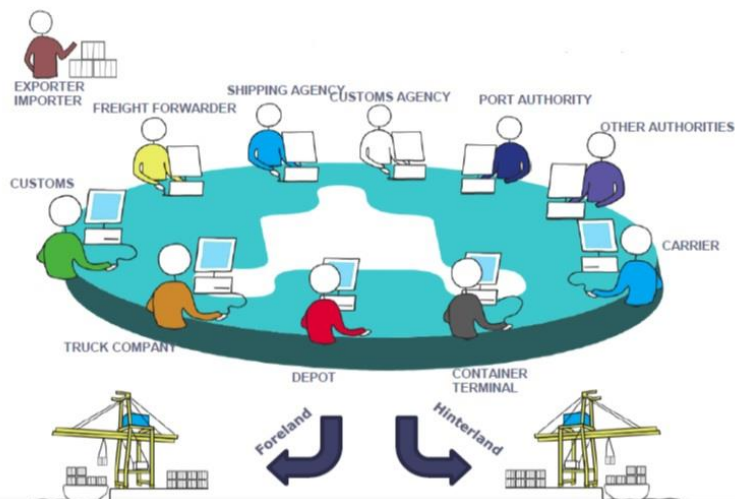 EXPORTER
IMPORTER
FREIGHT FORWARDER
SHIPPING AGENCY
CUSTOMS AGENCY
PORT AUTHORITY
OTHER AUTHORITIES
CUSTOMS
CARRIER
TRUCK COMPANY
DEPOT
CONTAINER
TERMINAL
Foreland
Hinterland